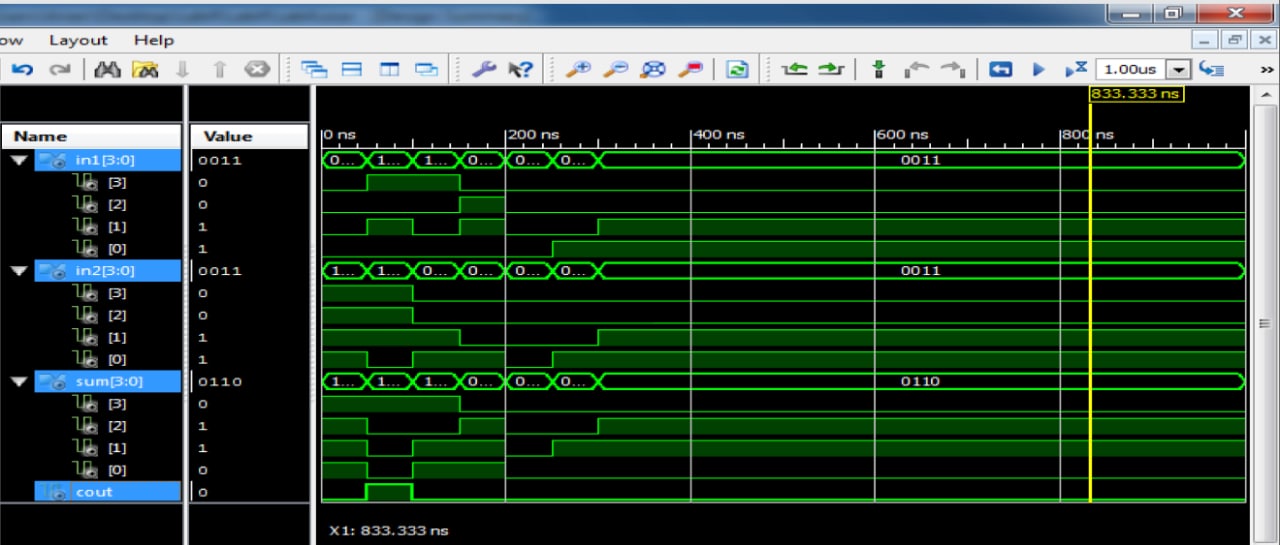 ow Layout Help
1.00us
»
833.333 ns
Name Value 0 ns 200 ns 400 ns 600 ns 800 ns
in1[3:0] 0011 0... 1... 1... 0... 0... 0... 0011
[3] 0
[2] 0
[1] 1
[0] 1
in2[3:0] 0011 1... 1... 0... 0... 0... 0... 0011
[3] 0
[2] 0
[1] 1
[0] 1
sum[3:0] 0110 1... 1... 1... 0... 0... 0... 0110
[3] 0
[2] 1
[1] 1
[0] 0
cout 0
X1: 833.333 ns